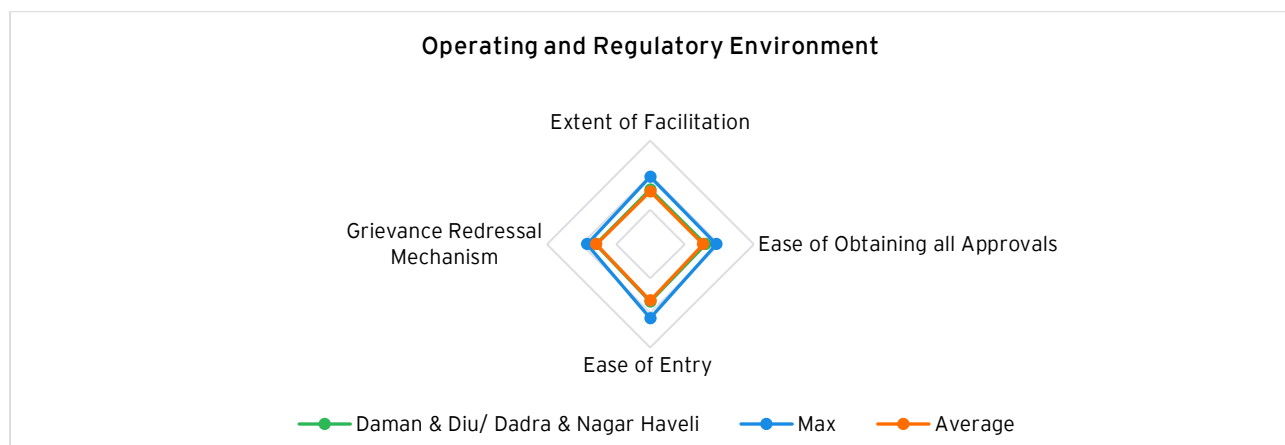 Operating and Regulatory Environment
Extent of Facilitation
Grievance Redressal
Mechanism
Ease of Obtaining all Approvals
Ease of Entry
Daman & Diu/ Dadra & Nagar Haveli
Max
Average